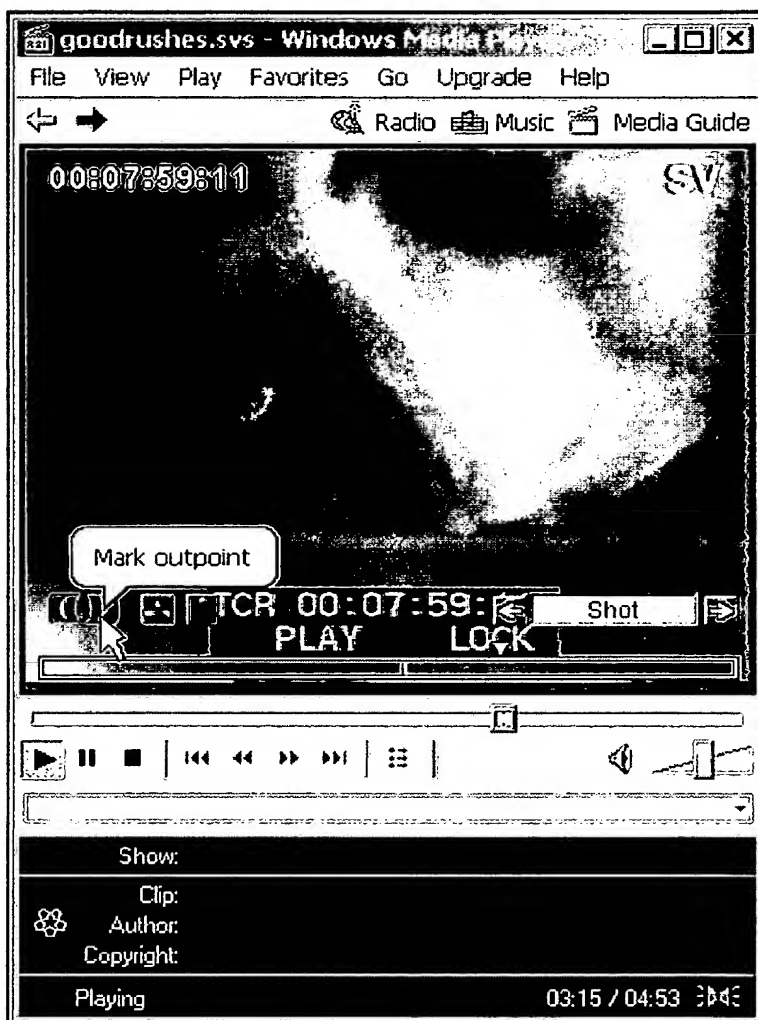 goodrushes.svs - Windows Media Player
File View Play Favorites Go Upgrade Help
Radio Music Media Guide
00:07:59:11 SV
Mark outpoint
TCR 00:07:59: Shot
PLAY LOCK
Show:
Clip:
Author:
Copyright:
Playing 03:15 / 04:53